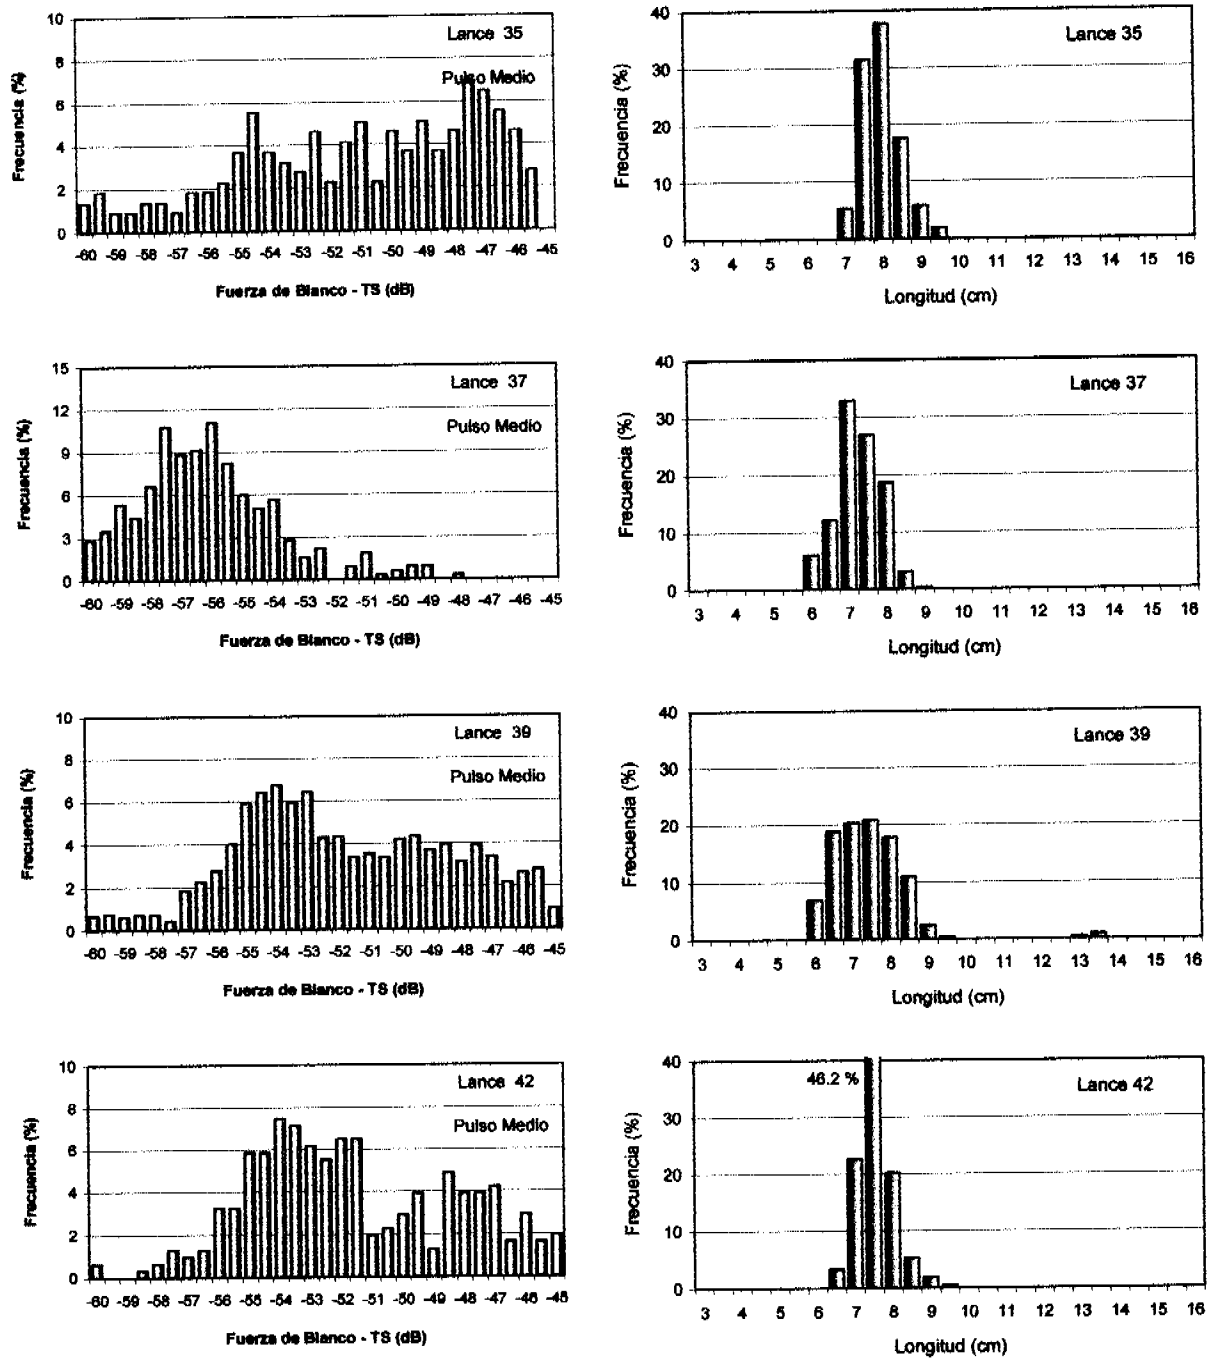 10
8
6
4
2
0
Frecuencia (%)
Lance 35
Pulso Medio
-60 -59 -58 -57 -56 -55 -54 -53 -52 -51 -50 -49 -48 -47 -46 -45
Fuerza de Blanco - TS (dB)
40
30
20
10
0
Frecuencia (%)
Lance 35
3 4 5 6 7 8 9 10 11 12 13 14 15 16
Longitud (cm)
15
12
9
6
3
0
Frecuencia (%)
Lance 37
Pulso Medio
-60 -59 -58 -57 -56 -55 -54 -53 -52 -51 -50 -49 -48 -47 -46 -45
Fuerza de Blanco - TS (dB)
40
30
20
10
0
Frecuencia (%)
Lance 37
3 4 5 6 7 8 9 10 11 12 13 14 15 16
Longitud (cm)
10
8
6
4
2
0
Frecuencia (%)
Lance 39
Pulso Medio
-60 -59 -58 -57 -56 -55 -54 -53 -52 -51 -50 -49 -48 -47 -46 -45
Fuerza de Blanco - TS (dB)
40
30
20
10
0
Frecuencia (%)
Lance 39
3 4 5 6 7 8 9 10 11 12 13 14 15 16
Longitud (cm)
10
8
6
4
2
0
Frecuencia (%)
Lance 42
Pulso Medio
-60 -59 -58 -57 -56 -55 -54 -53 -52 -51 -50 -49 -48 -47 -46 -45
Fuerza de Blanco - TS (dB)
40
30
20
10
0
Frecuencia (%)
46.2 %
Lance 42
3 4 5 6 7 8 9 10 11 12 13 14 15 16
Longitud (cm)